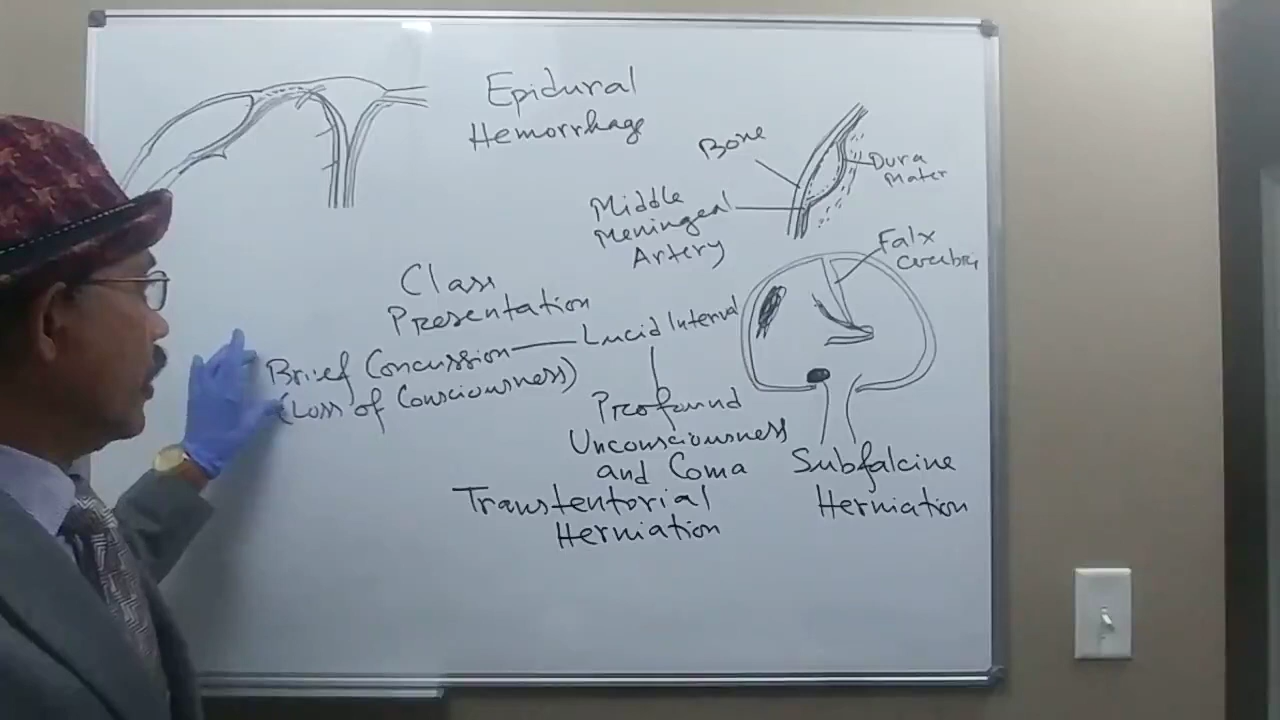 Epidural
Hemorrhage
Bone
Dura
Mater
Middle
Meningeal
Artery
Falx
Cerebri
Class
Presentation
Brief Concussion — Lucid Interval
(Loss of Consciousness)
Profound
Unconsciousness
and Coma
Transtentorial
Herniation
Subfalcine
Herniation